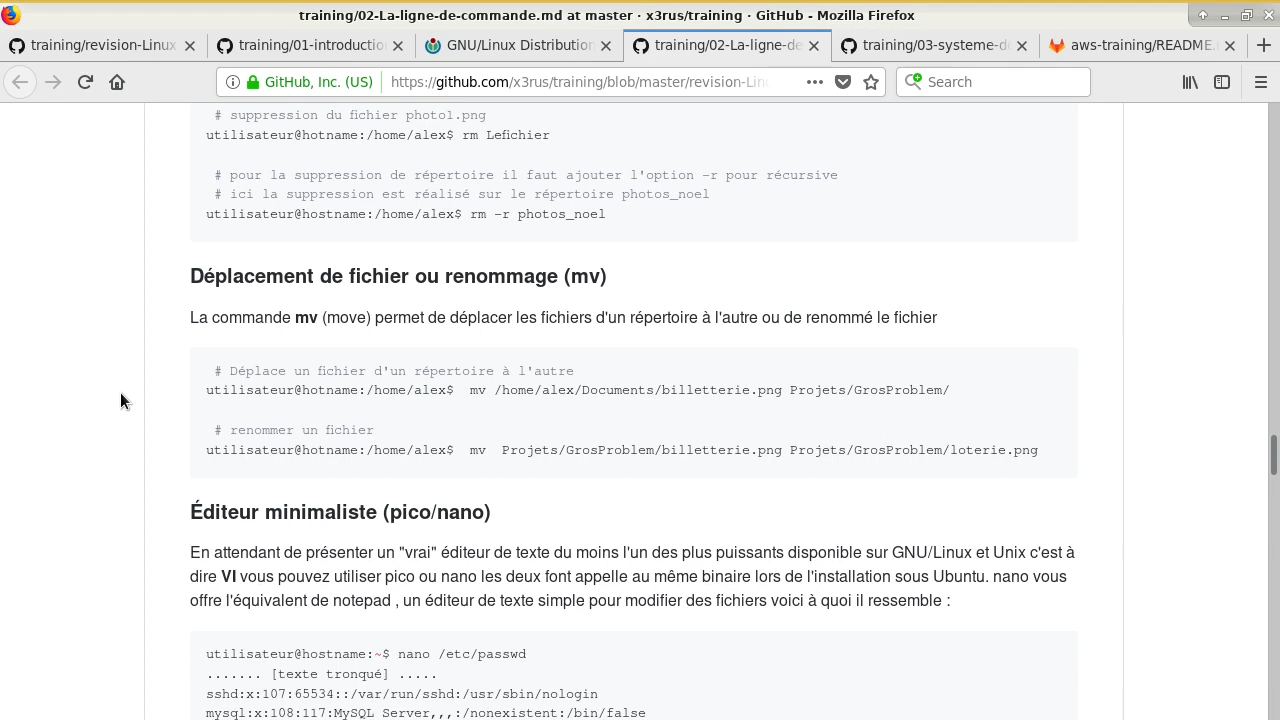 training/02-La-ligne-de-commande.md at master · x3rus/training · GitHub - Mozilla Firefox
training/revision-Linux
training/01-introductio
GNU/Linux Distribution
training/02-La-ligne-de-
training/03-systeme-d
aws-training/README.
GitHub, Inc. (US)
https://github.com/x3rus/training/blob/master/revision-Linu
Search
# suppression du fichier photo1.png
utilisateur@hotname:/home/alex$ rm Lefichier
# pour la suppression de répertoire il faut ajouter l'option -r pour récursive
# ici la suppression est réalisé sur le répertoire photos_noel
utilisateur@hostname:/home/alex$ rm -r photos_noel
Déplacement de fichier ou renommage (mv)
La commande mv (move) permet de déplacer les fichiers d'un répertoire à l'autre ou de renommé le fichier
# Déplace un fichier d'un répertoire à l'autre
utilisateur@hotname:/home/alex$  mv /home/alex/Documents/billetterie.png Projets/GrosProblem/
# renommer un fichier
utilisateur@hotname:/home/alex$  mv  Projets/GrosProblem/billetterie.png Projets/GrosProblem/loterie.png
Éditeur minimaliste (pico/nano)
En attendant de présenter un "vrai" éditeur de texte du moins l'un des plus puissants disponible sur GNU/Linux et Unix c'est à
dire VI vous pouvez utiliser pico ou nano les deux font appelle au même binaire lors de l'installation sous Ubuntu. nano vous
offre l'équivalent de notepad , un éditeur de texte simple pour modifier des fichiers voici à quoi il ressemble :
utilisateur@hostname:~$ nano /etc/passwd
....... [texte tronqué] .....
sshd:x:107:65534::/var/run/sshd:/usr/sbin/nologin
mysql:x:108:117:MySQL Server,,,:/nonexistent:/bin/false